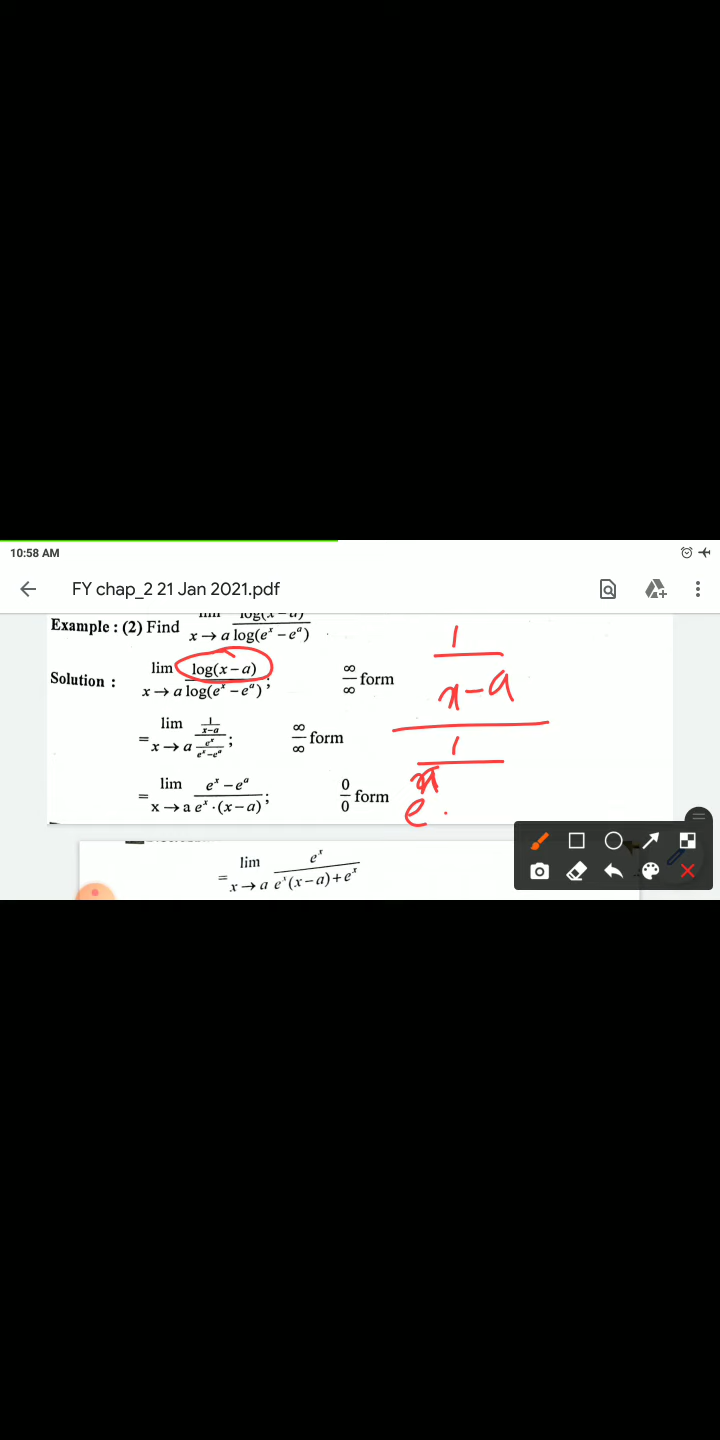 10:58 AM
FY chap_2 21 Jan 2021.pdf
Example : (2) Find lim x → a log(x − a) / log(eˣ − eᵃ) .
Solution : lim x → a log(x − a) / log(eˣ − eᵃ) ; ∞/∞ form
= lim x → a (1/(x−a)) / (eˣ/(eˣ−eᵃ)) ; ∞/∞ form
= lim x → a (eˣ − eᵃ) / (eˣ · (x − a)) ; 0/0 form
= lim x → a eˣ / (eˣ(x − a) + eˣ)
1
x − a
1
e